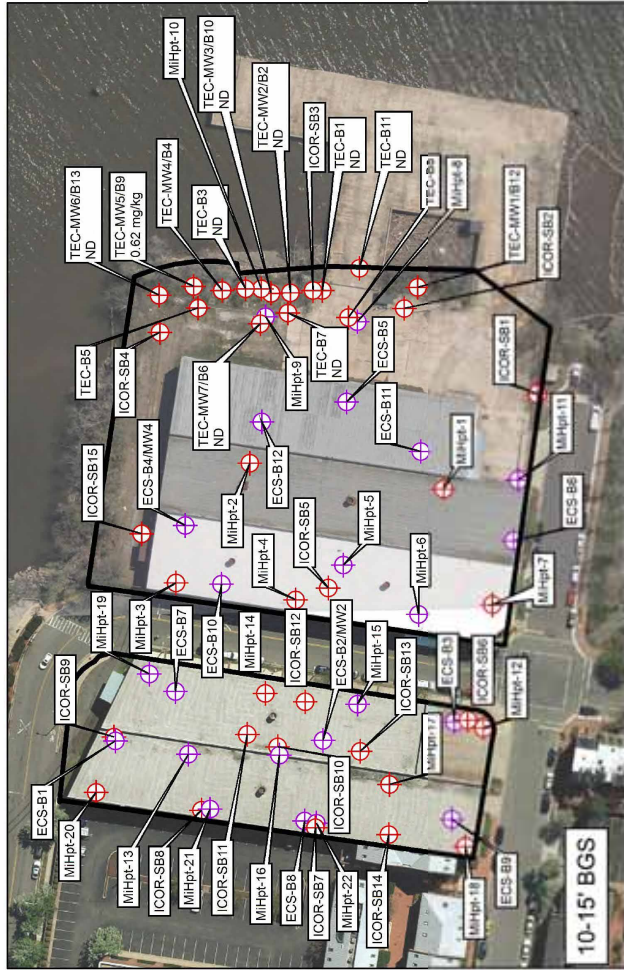 TEC-MW6/B13
ND
TEC-MW5/B9
0.62 mg/kg
TEC-MW4/B4
TEC-B3
ND
MiHpt-10
TEC-MW3/B10
ND
TEC-MW2/B2
ND
ICOR-SB3
TEC-B1
ND
TEC-B11
ND
MiHpt-8
TEC-MW1/B12
ICOR-SB2
TEC-B5
ICOR-SB4
TEC-MW7/B6
ND
MiHpt-9
TEC-B7
ND
ECS-B5
ECS-B11
ICOR-SB1
ICOR-SB15
ECS-B4/MW4
MiHpt-2
ECS-B12
MiHpt-1
MiHpt-11
MiHpt-4
ICOR-SB5
MiHpt-5
MiHpt-6
ECS-B6
MiHpt-7
MiHpt-19
MiHpt-3
ECS-B7
ECS-B10
MiHpt-14
ICOR-SB12
ECS-B2/MW2
MiHpt-15
ICOR-SB13
ECS-B3
ICOR-SB6
MiHpt-12
ICOR-SB9
ECS-B1
MiHpt-20
MiHpt-13
ICOR-SB8
MiHpt-21
ICOR-SB11
MiHpt-16
ICOR-SB10
MiHpt-17
ECS-B8
ICOR-SB7
MiHpt-22
ICOR-SB14
MiHpt-18
ECS-B9
10-15' BGS